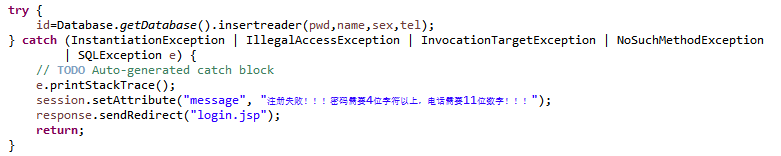 try {
    id=Database.getDatabase().insertreader(pwd,name,sex,tel);
} catch (InstantiationException | IllegalAccessException | InvocationTargetException | NoSuchMethodException
        | SQLException e) {
    // TODO Auto-generated catch block
    e.printStackTrace();
    session.setAttribute("message", "注册失败！！！密码需要4位字符以上，电话需要11位数字！！！");
    response.sendRedirect("login.jsp");
    return;
}